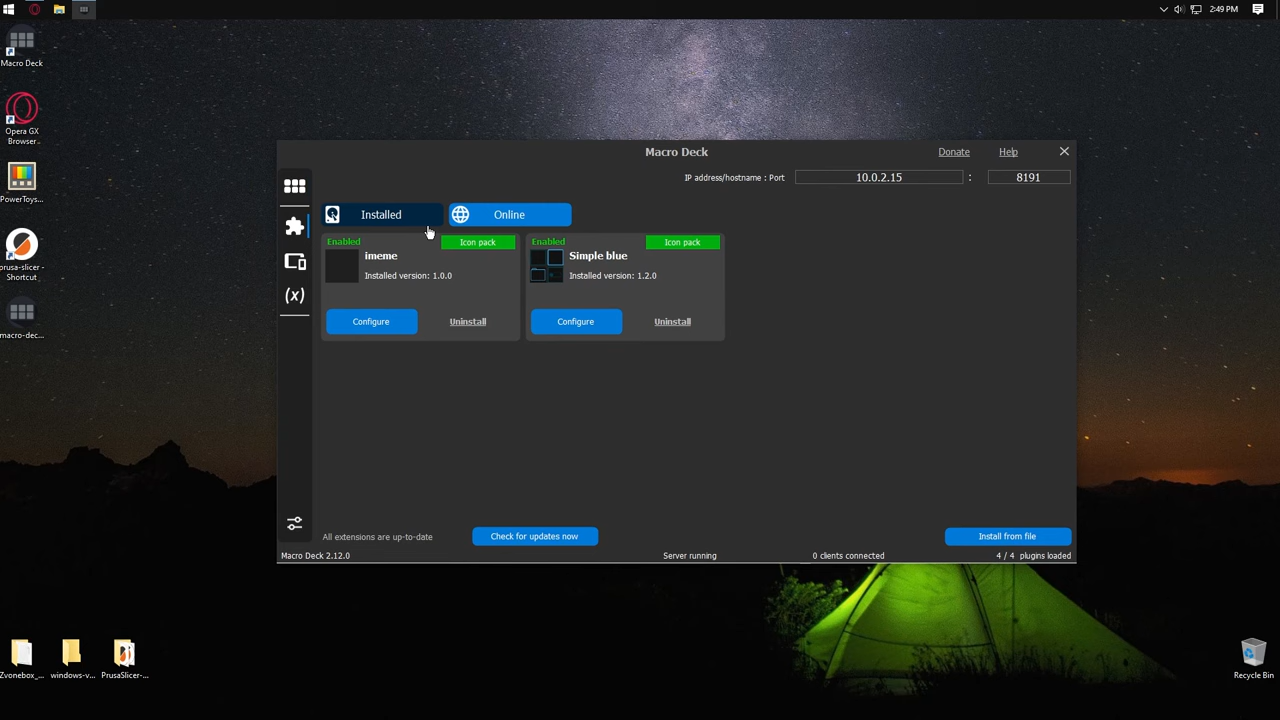 2:49 PM
Macro Deck
Opera GX
Browser
PowerToys...
prusa-slicer -
Shortcut
macro-dec...
Macro Deck
Donate
Help
IP address/hostname : Port
10.0.2.15
:
8191
Installed
Online
Enabled
Icon pack
imeme
Installed version: 1.0.0
Configure
Uninstall
Enabled
Icon pack
Simple blue
Installed version: 1.2.0
Configure
Uninstall
(x)
All extensions are up-to-date
Check for updates now
Install from file
Macro Deck 2.12.0
Server running
0 clients connected
4 / 4 plugins loaded
Zvonebox_...
windows-v...
PrusaSlicer-...
Recycle Bin